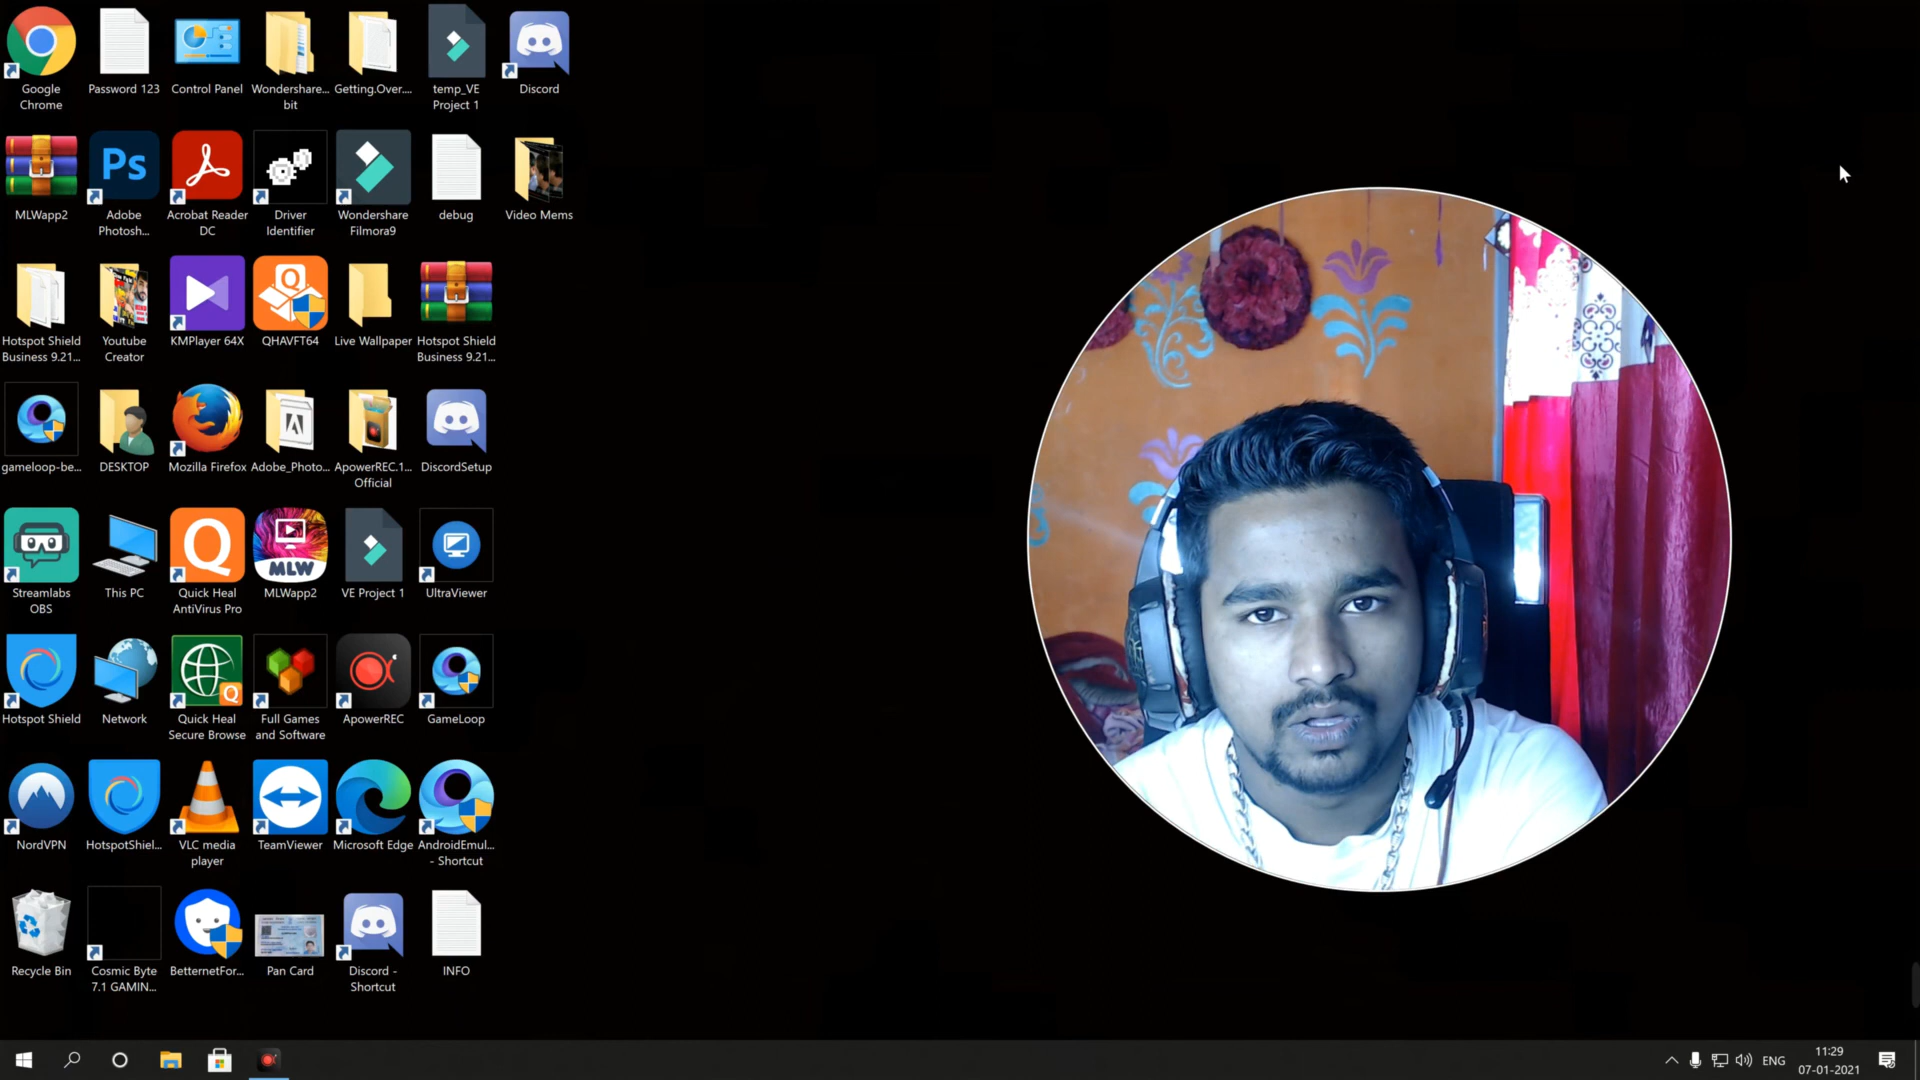 Google
Chrome
Password 123
Control Panel
Wondershare...
bit
Getting.Over....
temp_VE
Project 1
Discord
MLWapp2
Ps
Adobe
Photosh...
Acrobat Reader
DC
Driver
Identifier
Wondershare
Filmora9
debug
Video Mems
Hotspot Shield
Business 9.21...
Youtube
Creator
KMPlayer 64X
Q
QHAVFT64
Live Wallpaper
Hotspot Shield
Business 9.21...
gameloop-be...
DESKTOP
Mozilla Firefox
Adobe_Photo...
ApowerREC.1...
Official
DiscordSetup
Streamlabs
OBS
This PC
Q
Quick Heal
AntiVirus Pro
MLW
MLWapp2
VE Project 1
UltraViewer
Hotspot Shield
Network
Q
Quick Heal
Secure Browse
Full Games
and Software
ApowerREC
GameLoop
NordVPN
HotspotShiel...
VLC media
player
TeamViewer
Microsoft Edge
AndroidEmul...
- Shortcut
Recycle Bin
Cosmic Byte
7.1 GAMIN...
BetternetFor...
Pan Card
Discord -
Shortcut
INFO
ENG
11:29
07-01-2021